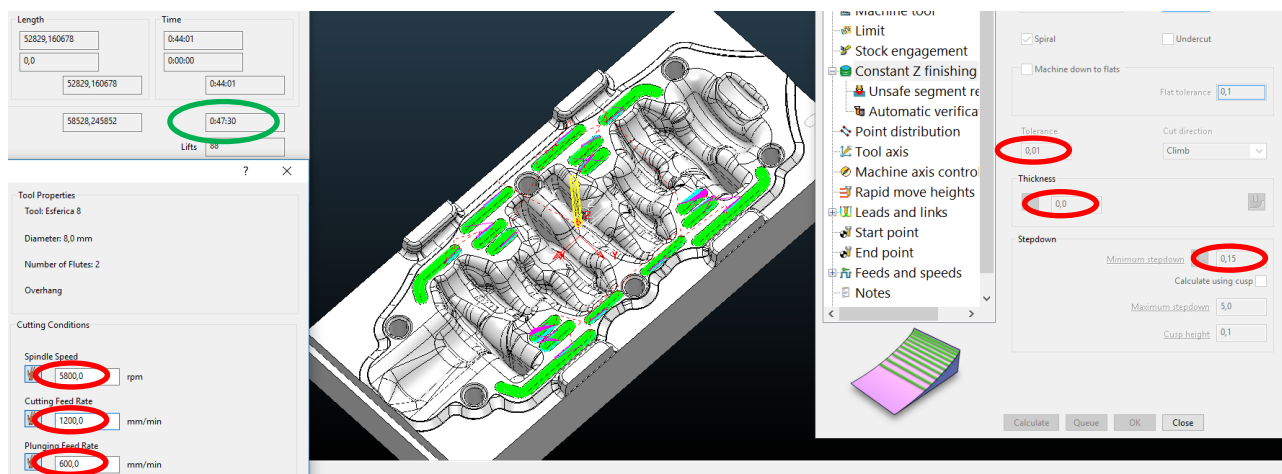 Length
Time
52829,160678
0:44:01
0,0
0:00:00
52829,160678
0:44:01
58528,245852
0:47:30
Lifts
88
?
Tool Properties
Tool: Esferica 8
Diameter: 8,0 mm
Number of Flutes: 2
Overhang
Cutting Conditions
Spindle Speed
5800,0
rpm
Cutting Feed Rate
1200,0
mm/min
Plunging Feed Rate
600,0
mm/min
Machine tool
Limit
Stock engagement
Constant Z finishing
Unsafe segment re
Automatic verifica
Point distribution
Tool axis
Machine axis contro
Rapid move heights
Leads and links
Start point
End point
Feeds and speeds
Notes
Spiral
Undercut
Machine down to flats
Flat tolerance
0,1
Tolerance
Cut direction
0,01
Climb
Thickness
0,0
Stepdown
Minimum stepdown
0,15
Calculate using cusp
Maximum stepdown
5,0
Cusp height
0,1
Calculate
Queue
OK
Close